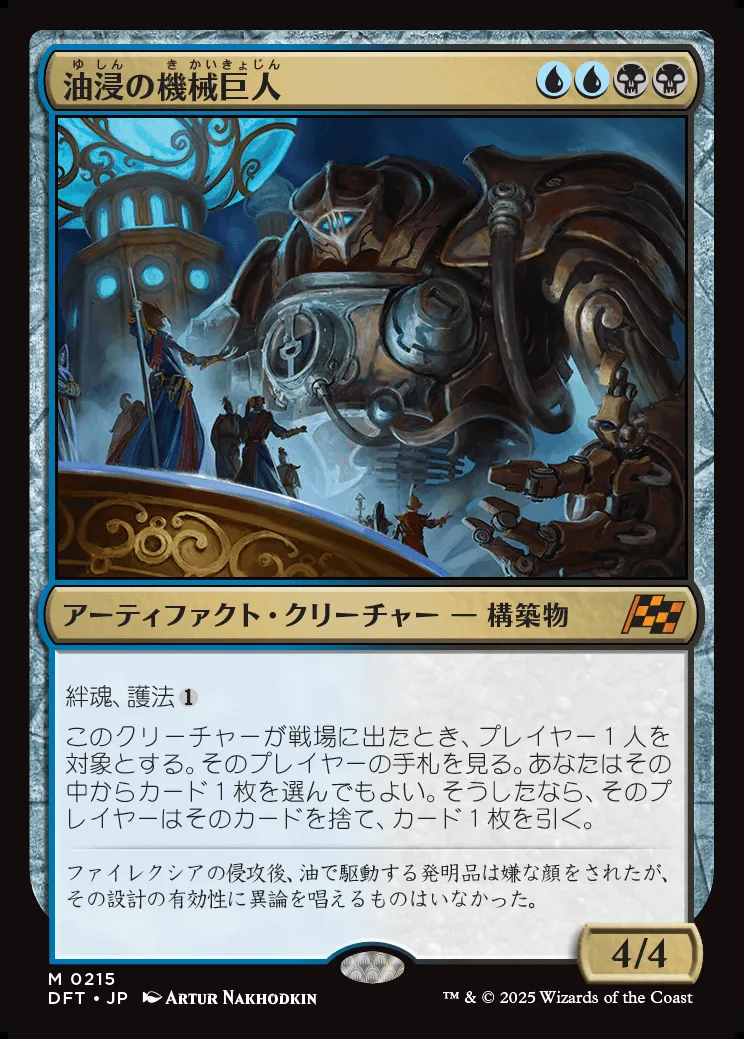 ゆしん きかいきょじん
油浸の機械巨人
アーティファクト・クリーチャー — 構築物
絆魂、護法1
このクリーチャーが戦場に出たとき、プレイヤー1人を
対象とする。そのプレイヤーの手札を見る。あなたはその
中からカード1枚を選んでもよい。そうしたなら、そのプ
レイヤーはそのカードを捨て、カード1枚を引く。
ファイレクシアの侵攻後、油で駆動する発明品は嫌な顔をされたが、
その設計の有効性に異論を唱えるものはいなかった。
4/4
M 0215
DFT • JP Artur Nakhodkin
™ & © 2025 Wizards of the Coast